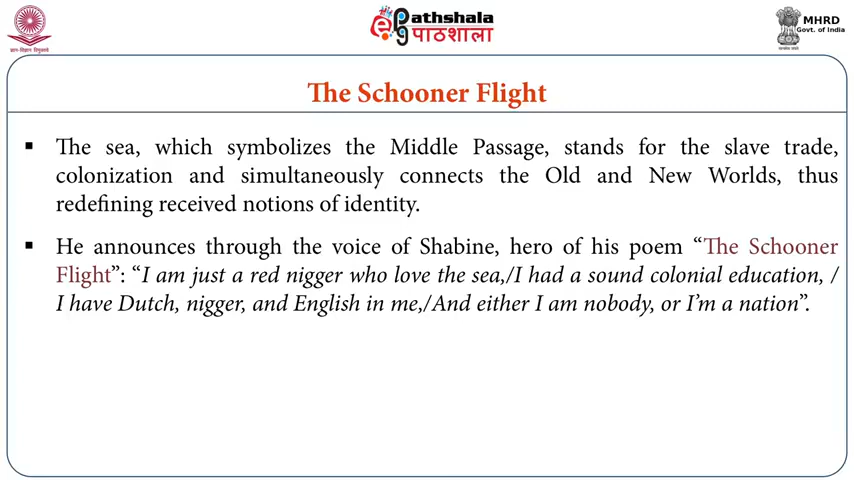 ePathshala
पाठशाला
MHRD
Govt. of India
The Schooner Flight
▪ The sea, which symbolizes the Middle Passage, stands for the slave trade,
colonization and simultaneously connects the Old and New Worlds, thus
redefining received notions of identity.
▪ He announces through the voice of Shabine, hero of his poem “The Schooner
Flight”: “I am just a red nigger who love the sea,/I had a sound colonial education, /
I have Dutch, nigger, and English in me,/And either I am nobody, or I’m a nation”.